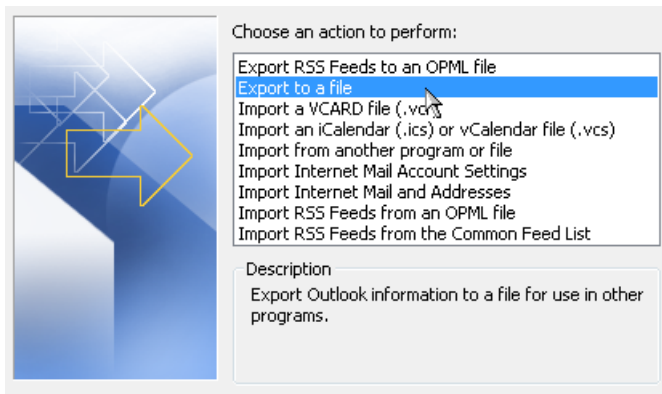 Choose an action to perform:
Export RSS Feeds to an OPML file
Export to a file
Import a VCARD file (.vcf)
Import an iCalendar (.ics) or vCalendar file (.vcs)
Import from another program or file
Import Internet Mail Account Settings
Import Internet Mail and Addresses
Import RSS Feeds from an OPML file
Import RSS Feeds from the Common Feed List
Description
Export Outlook information to a file for use in other
programs.